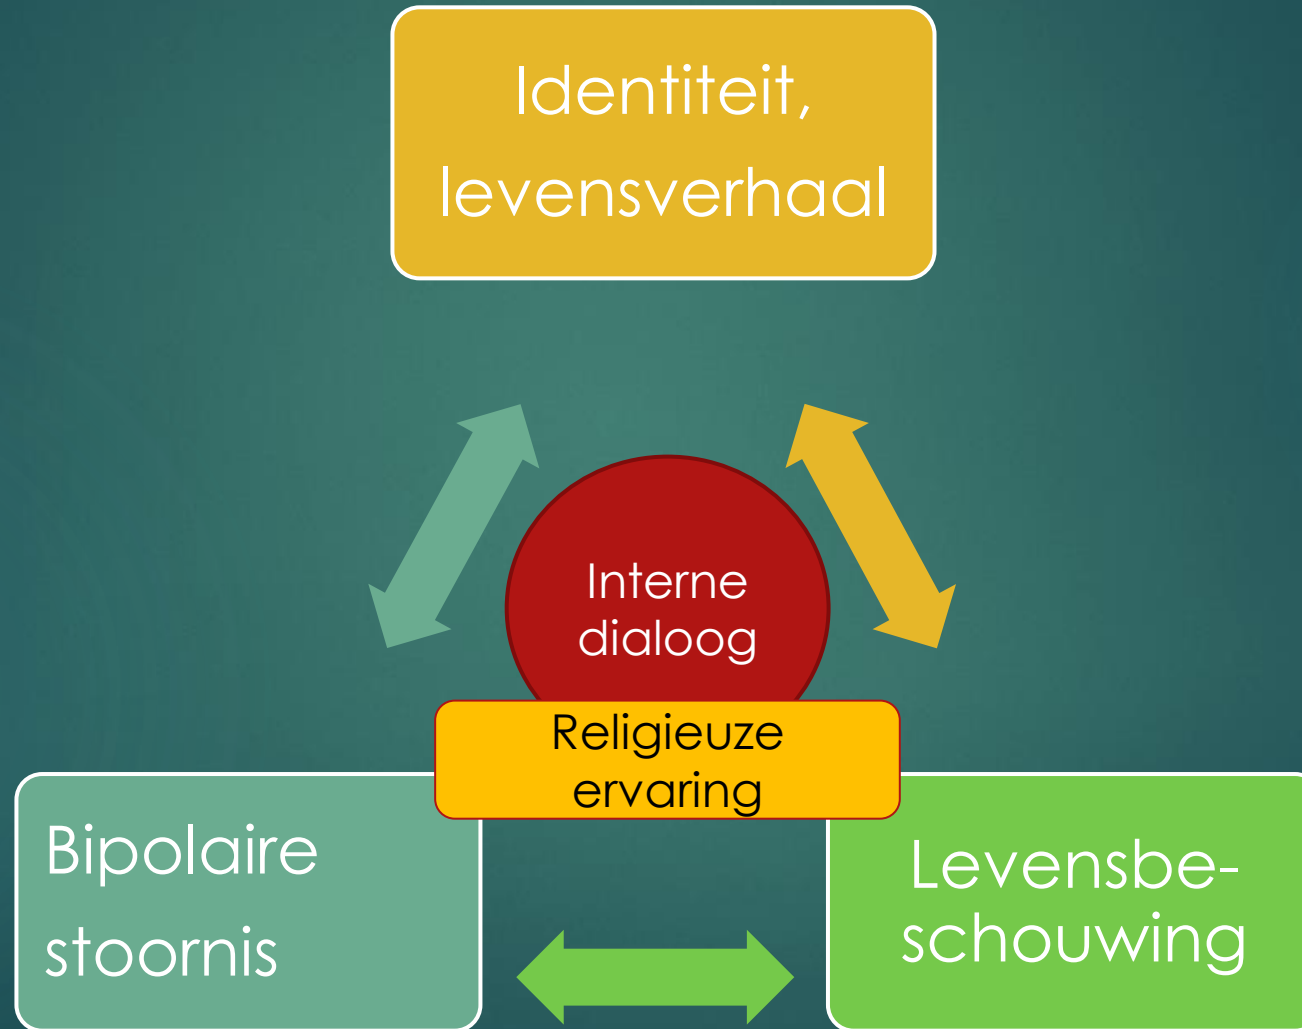 Identiteit,
levensverhaal
Interne
dialoog
Religieuze
ervaring
Bipolaire
stoornis
Levensbe-
schouwing